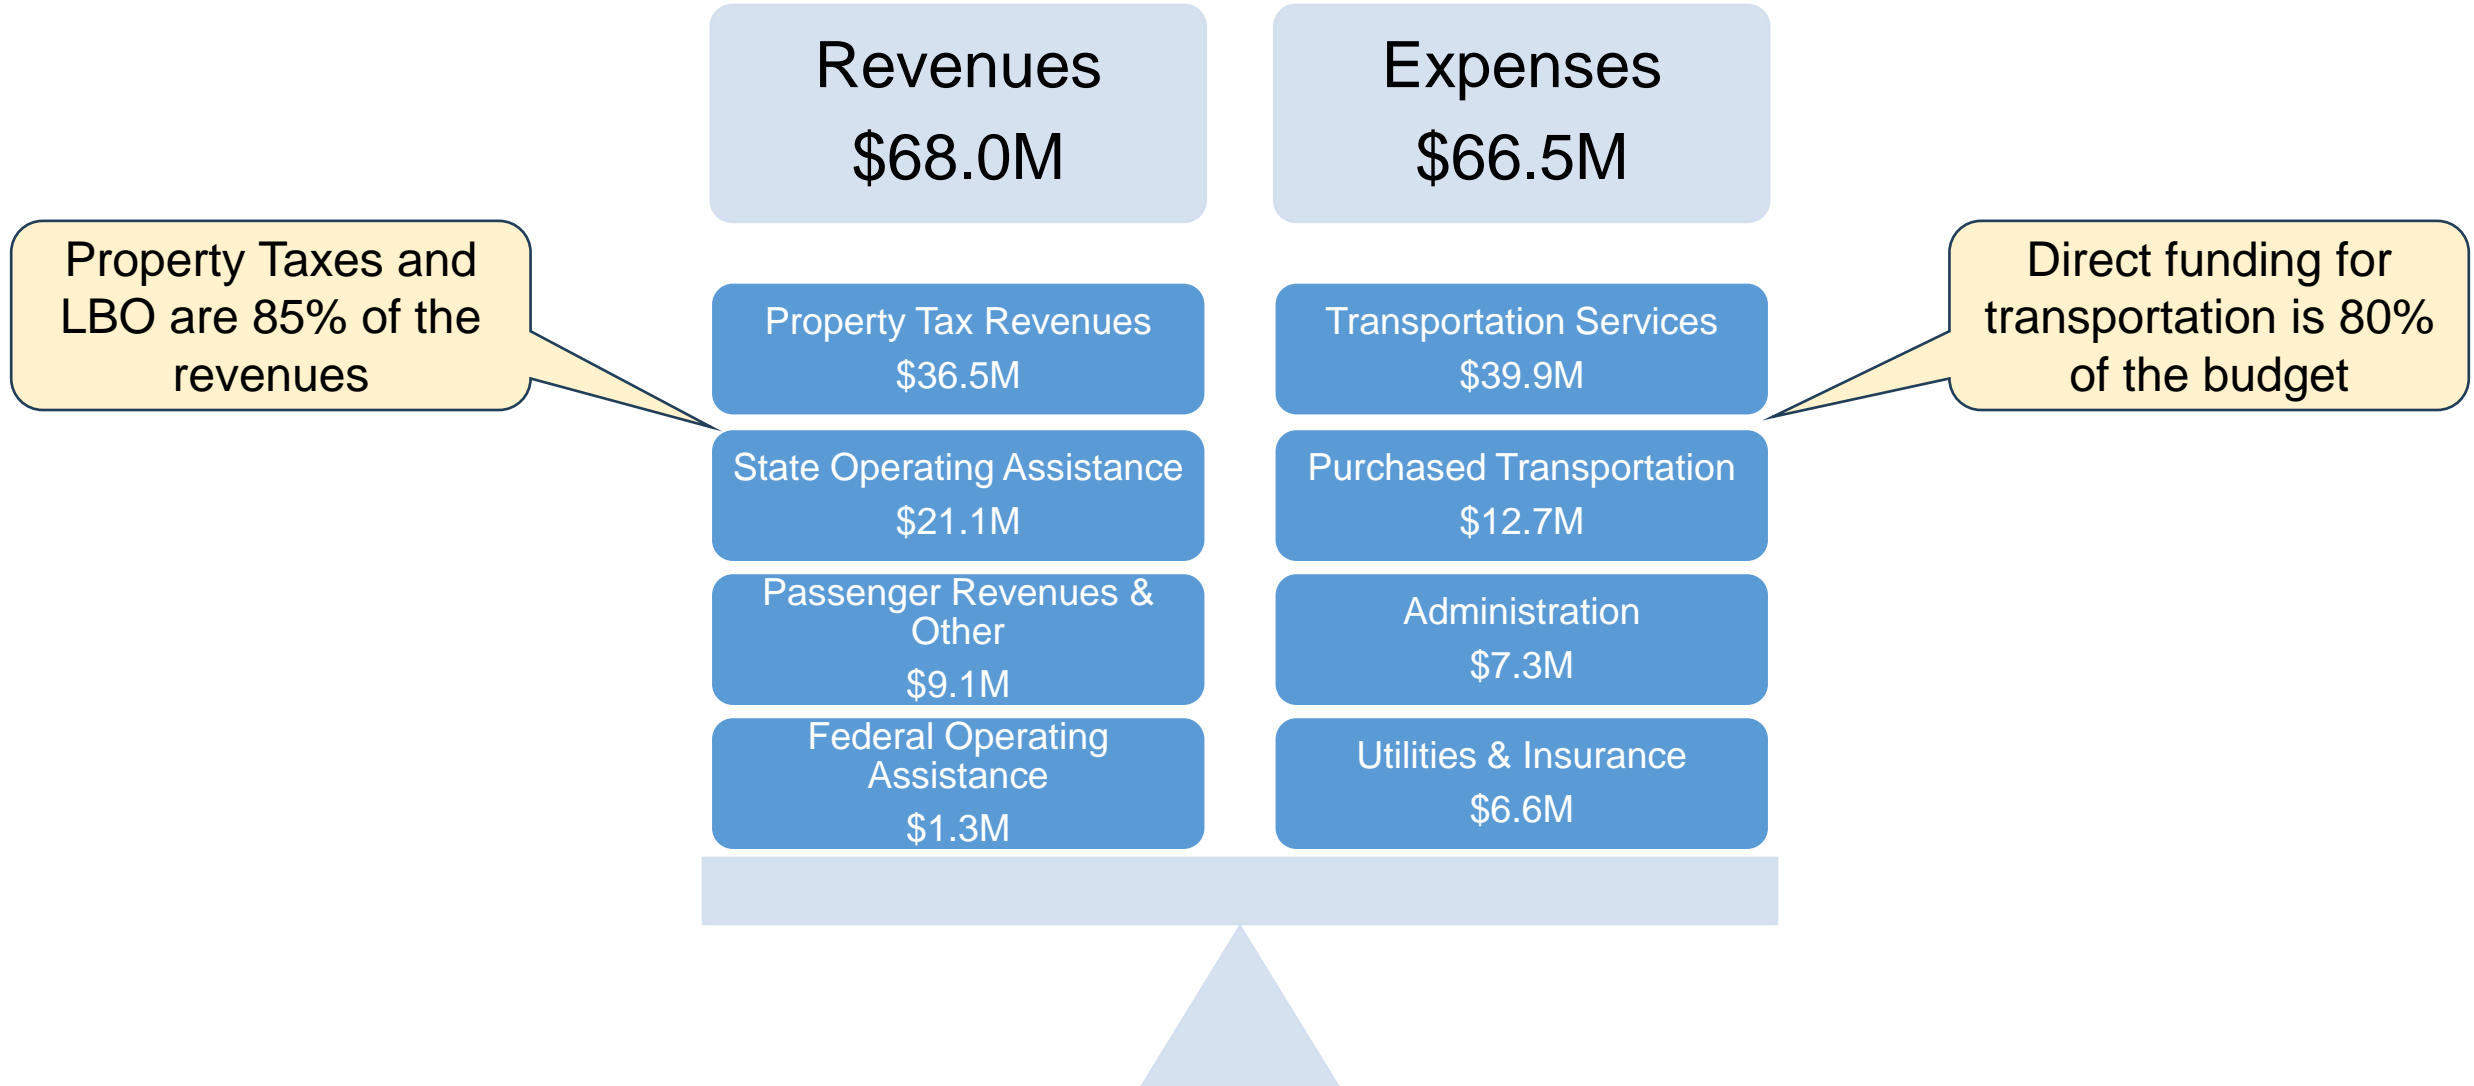 Revenues
$68.0M
Expenses
$66.5M
Property Taxes and
LBO are 85% of the
revenues
Property Tax Revenues
$36.5M
State Operating Assistance
$21.1M
Passenger Revenues &
Other
$9.1M
Federal Operating
Assistance
$1.3M
Transportation Services
$39.9M
Purchased Transportation
$12.7M
Administration
$7.3M
Utilities & Insurance
$6.6M
Direct funding for
transportation is 80%
of the budget